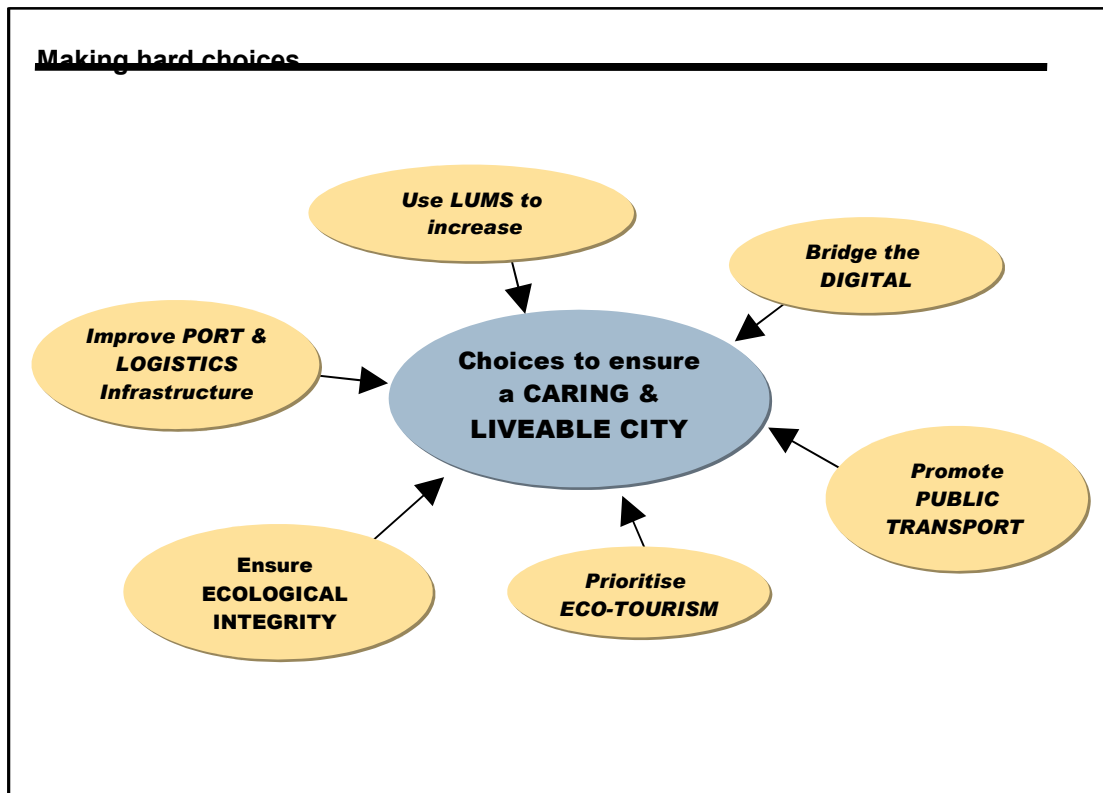 Making hard choices
Use LUMS to
increase
Bridge the
DIGITAL
Improve PORT &
LOGISTICS
Infrastructure
Choices to ensure
a CARING &
LIVEABLE CITY
Promote
PUBLIC
TRANSPORT
Ensure
ECOLOGICAL
INTEGRITY
Prioritise
ECO-TOURISM